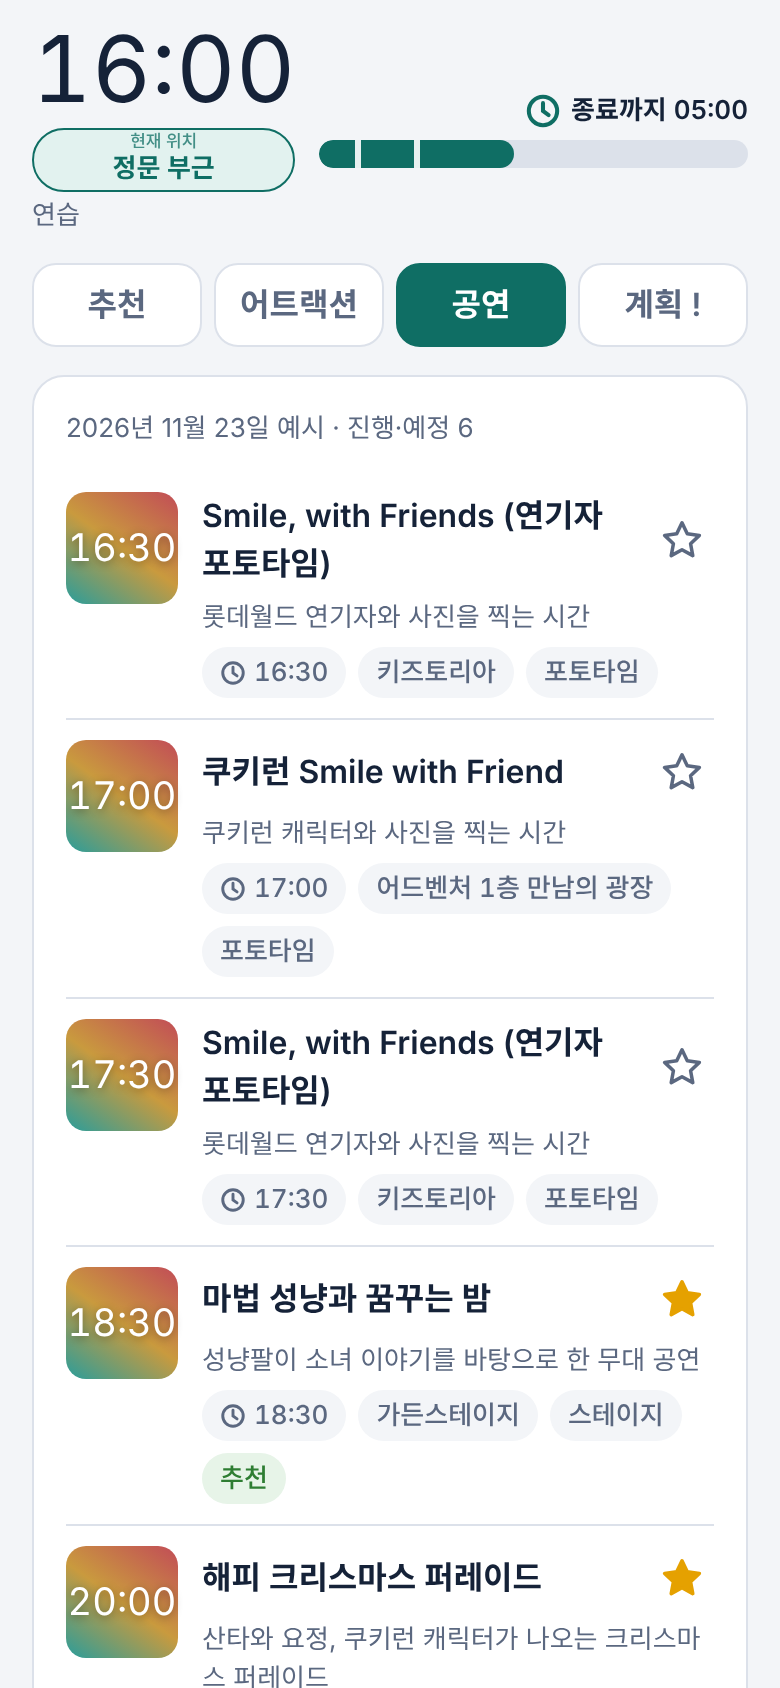 16:00
종료까지 05:00
현재 위치
정문 부근
연습
추천
어트랙션
공연
계획 !
2026년 11월 23일 예시 · 진행·예정 6
16:30
Smile, with Friends (연기자
포토타임)
롯데월드 연기자와 사진을 찍는 시간
16:30 키즈토리아 포토타임
17:00
쿠키런 Smile with Friend
쿠키런 캐릭터와 사진을 찍는 시간
17:00 어드벤처 1층 만남의 광장
포토타임
17:30
Smile, with Friends (연기자
포토타임)
롯데월드 연기자와 사진을 찍는 시간
17:30 키즈토리아 포토타임
18:30
마법 성냥과 꿈꾸는 밤
성냥팔이 소녀 이야기를 바탕으로 한 무대 공연
18:30 가든스테이지 스테이지
추천
20:00
해피 크리스마스 퍼레이드
산타와 요정, 쿠키런 캐릭터가 나오는 크리스마
스 퍼레이드